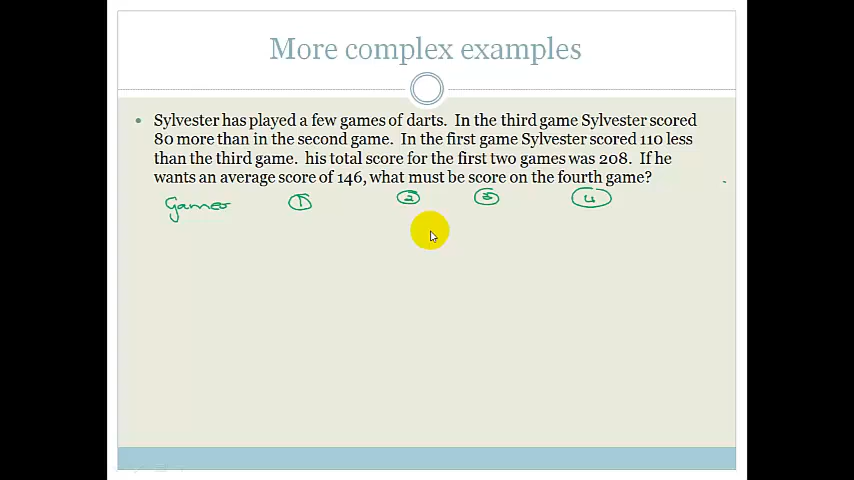 More complex examples
• Sylvester has played a few games of darts. In the third game Sylvester scored
80 more than in the second game. In the first game Sylvester scored 110 less
than the third game. his total score for the first two games was 208. If he
wants an average score of 146, what must be score on the fourth game?
Games 1 2 3 4